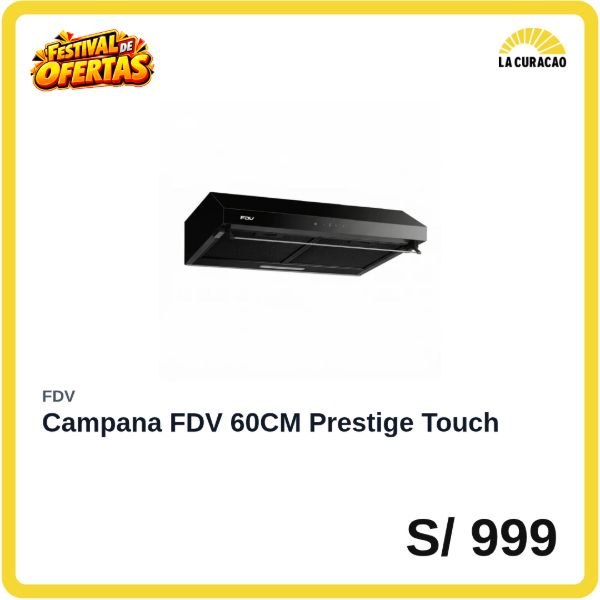 FESTIVAL DE
OFERTAS
LA CURACAO
FDV
FDV
Campana FDV 60CM Prestige Touch
S/ 999